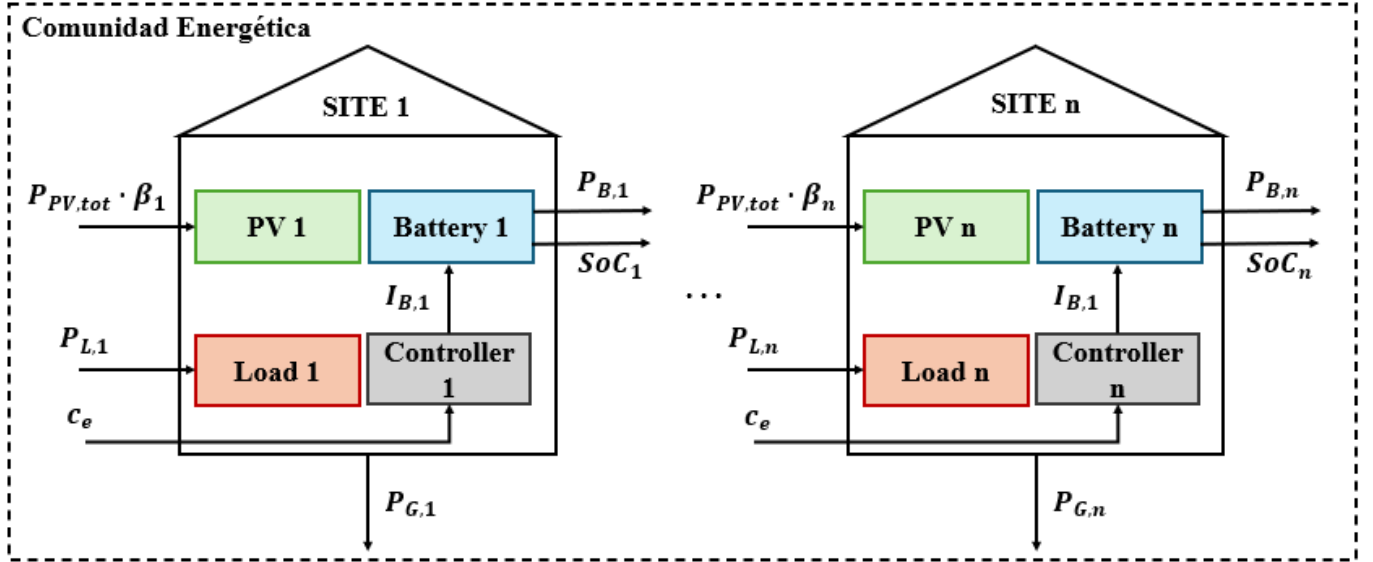 Comunidad Energética
SITE 1
P_{PV,tot} · β_1
PV 1
Battery 1
P_{B,1}
SoC_1
I_{B,1}
P_{L,1}
Load 1
Controller
1
c_e
P_{G,1}
...
SITE n
P_{PV,tot} · β_n
PV n
Battery n
P_{B,n}
SoC_n
I_{B,1}
P_{L,n}
Load n
Controller
n
c_e
P_{G,n}